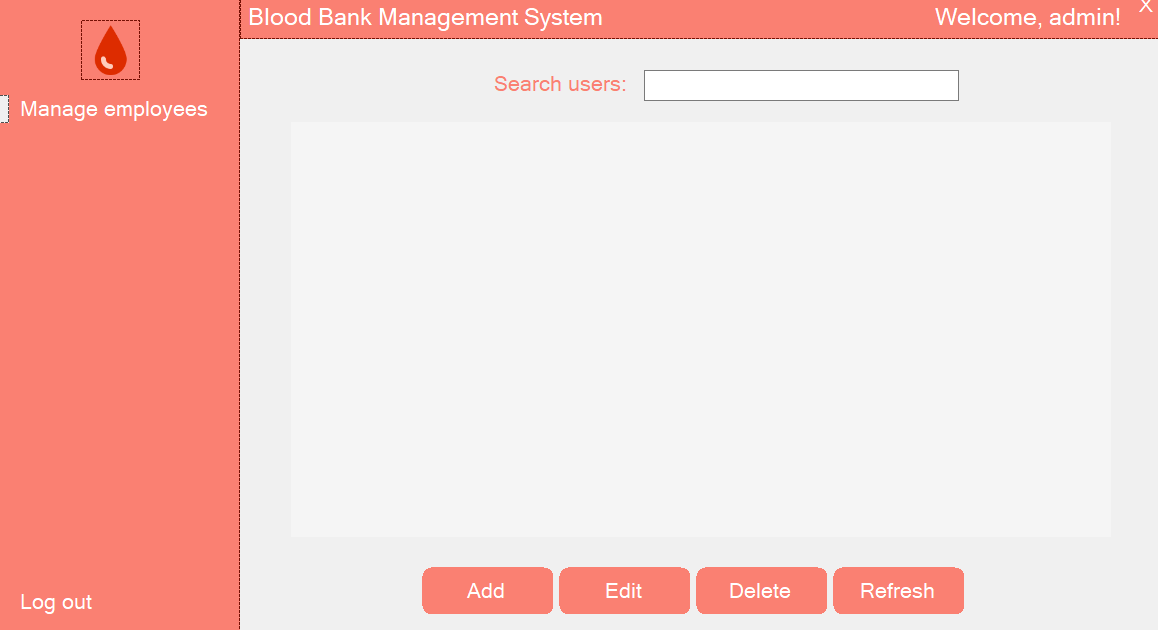 Blood Bank Management System
Welcome, admin!
X
Manage employees
Search users:
Add
Edit
Delete
Refresh
Log out